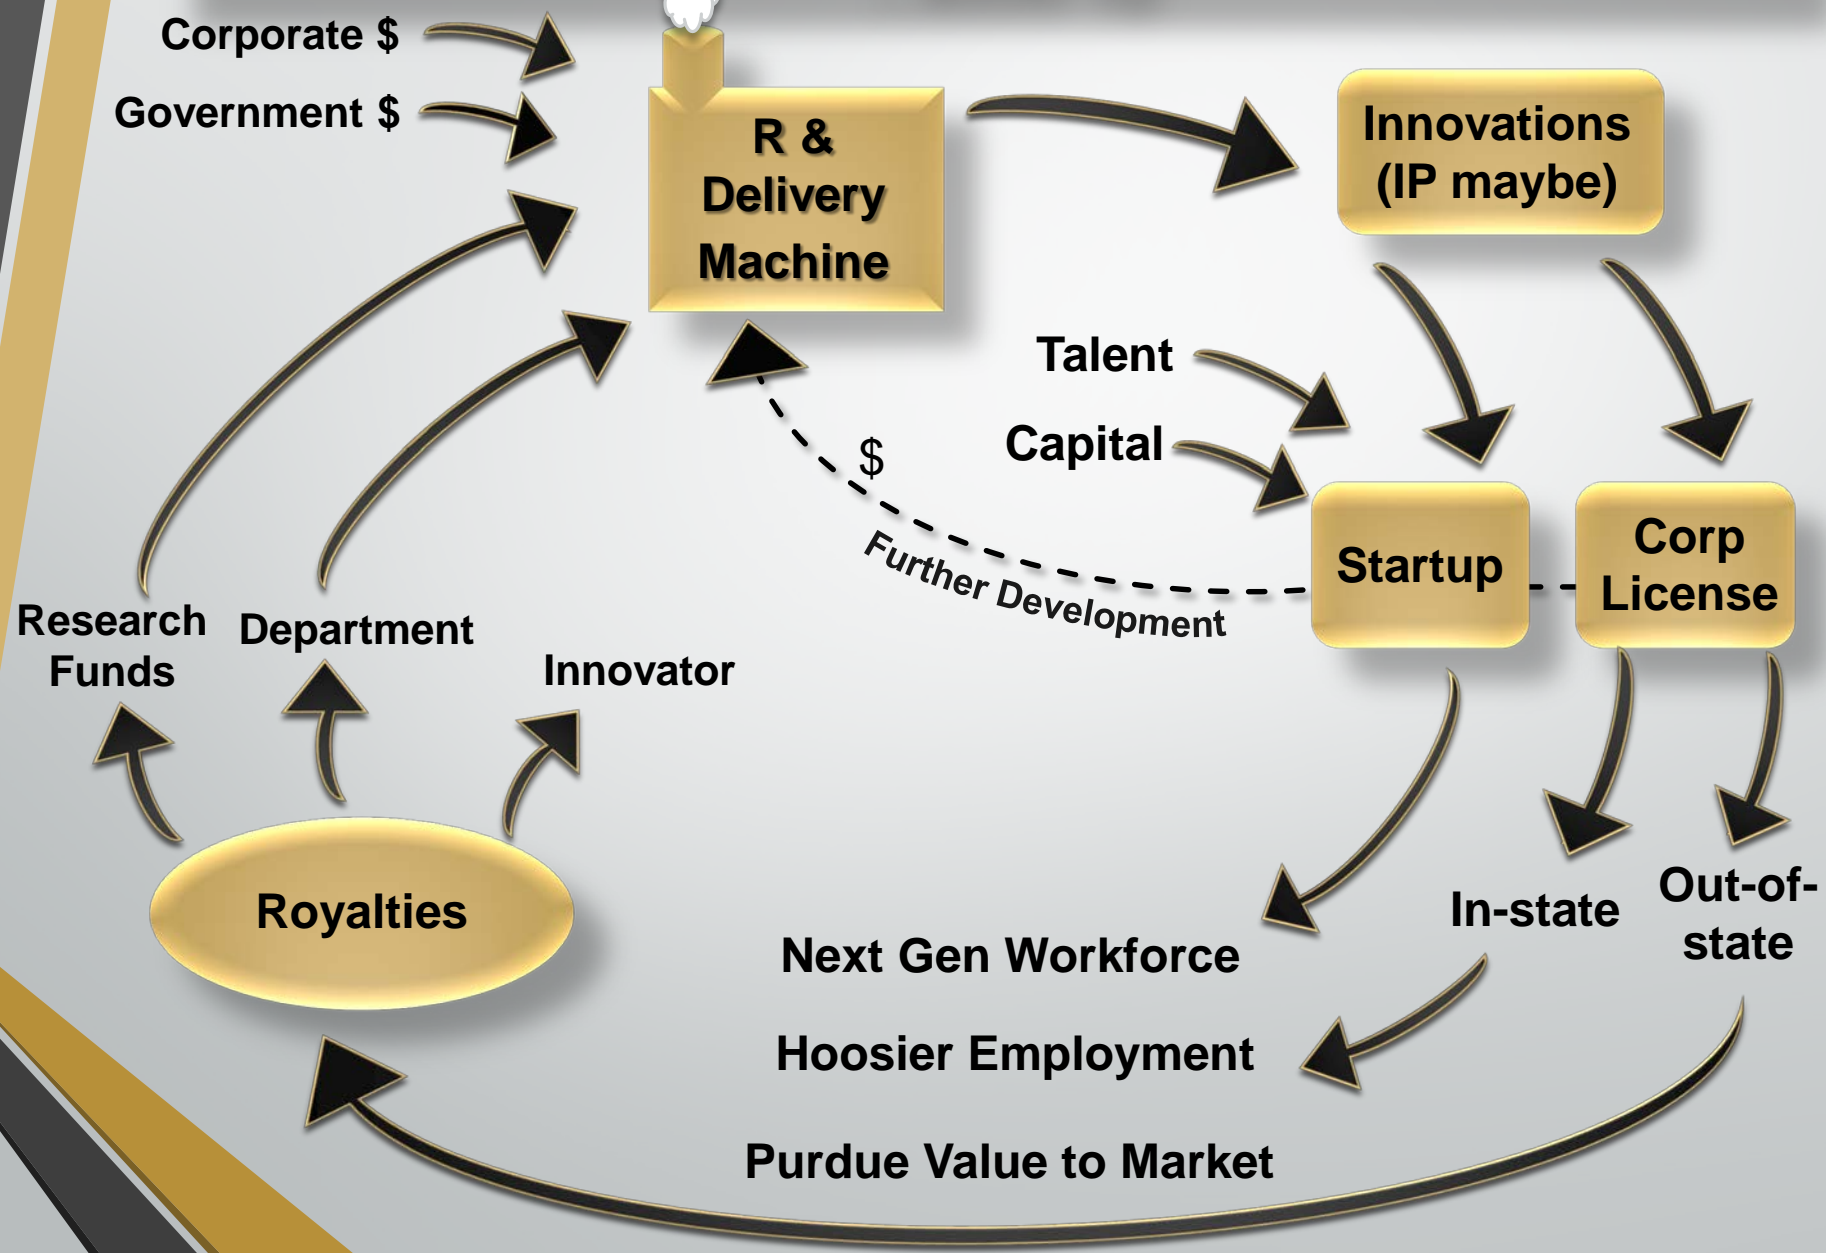 Corporate $
Government $
R &
Delivery
Machine
Innovations
(IP maybe)
Talent
Capital
$
Further Development
Startup
Corp
License
Research
Funds
Department
Innovator
Royalties
Next Gen Workforce
In-state
Out-of-
state
Hoosier Employment
Purdue Value to Market